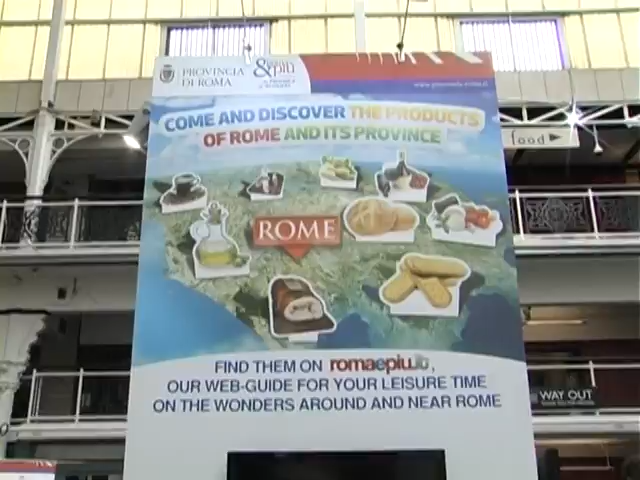 PROVINCIA
DI ROMA
&più
COME AND DISCOVER THE PRODUCTS
OF ROME AND ITS PROVINCE
food
ROME
FIND THEM ON romaepiu.it,
OUR WEB-GUIDE FOR YOUR LEISURE TIME
ON THE WONDERS AROUND AND NEAR ROME
WAY OUT